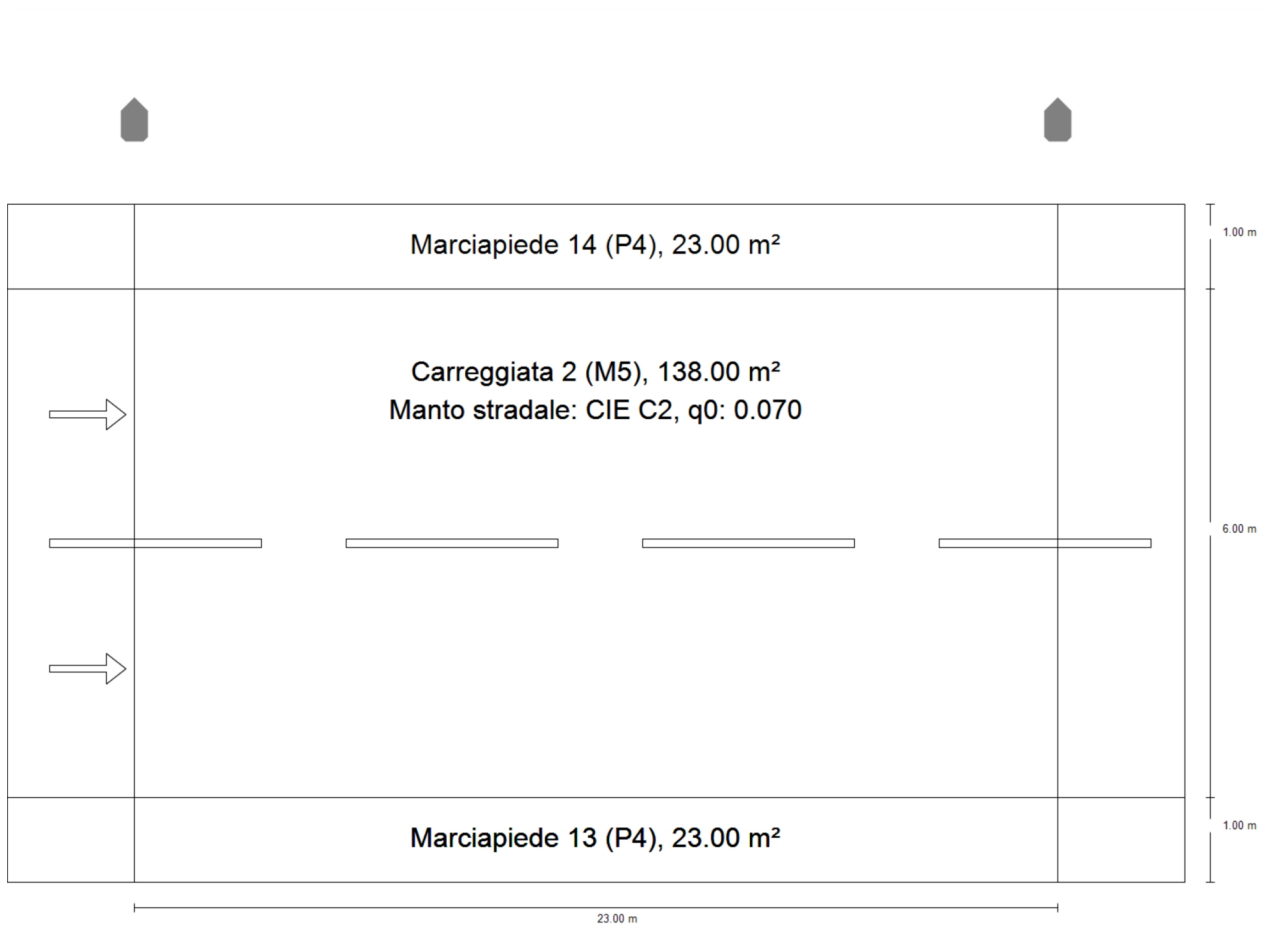 Marciapiede 14 (P4), 23.00 m²
1.00 m
Carreggiata 2 (M5), 138.00 m²
Manto stradale: CIE C2, q0: 0.070
6.00 m
Marciapiede 13 (P4), 23.00 m²
1.00 m
23.00 m